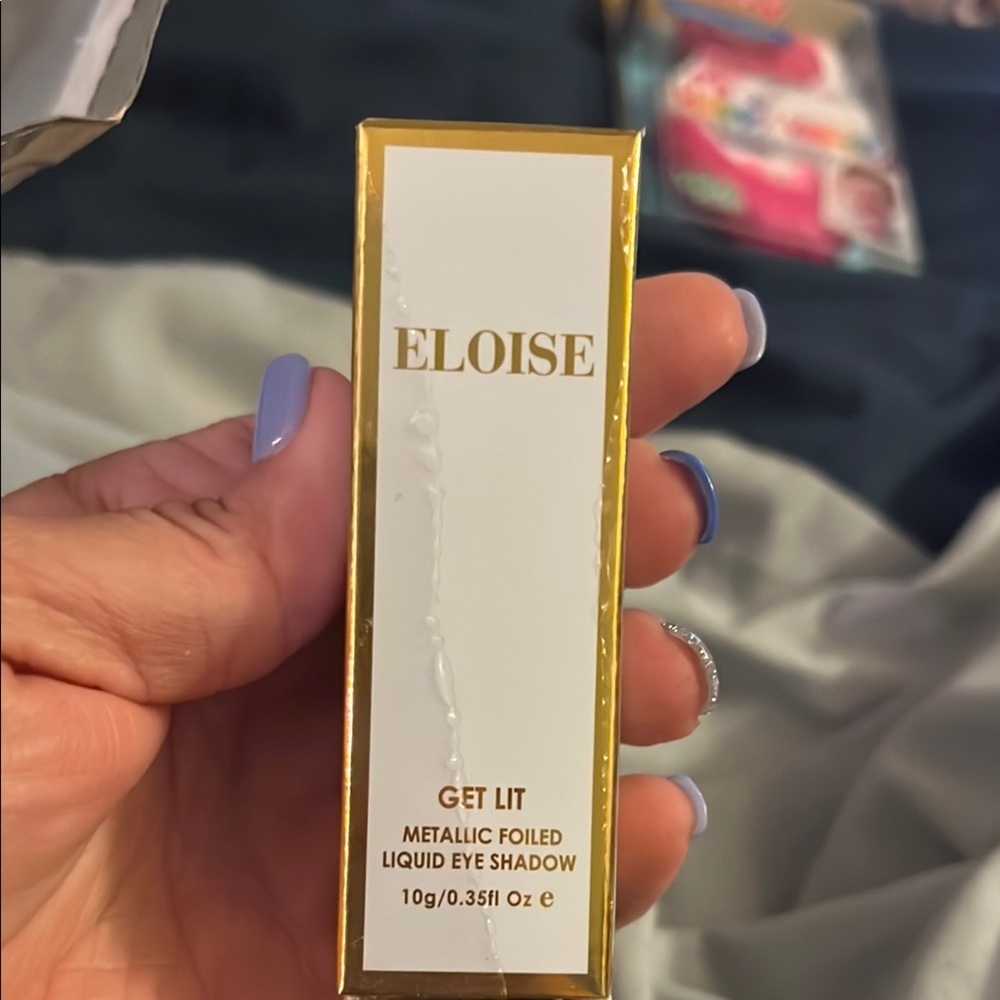 ELOISE
GET LIT
METALLIC FOILED
LIQUID EYE SHADOW
10g/0.35fl Oz e